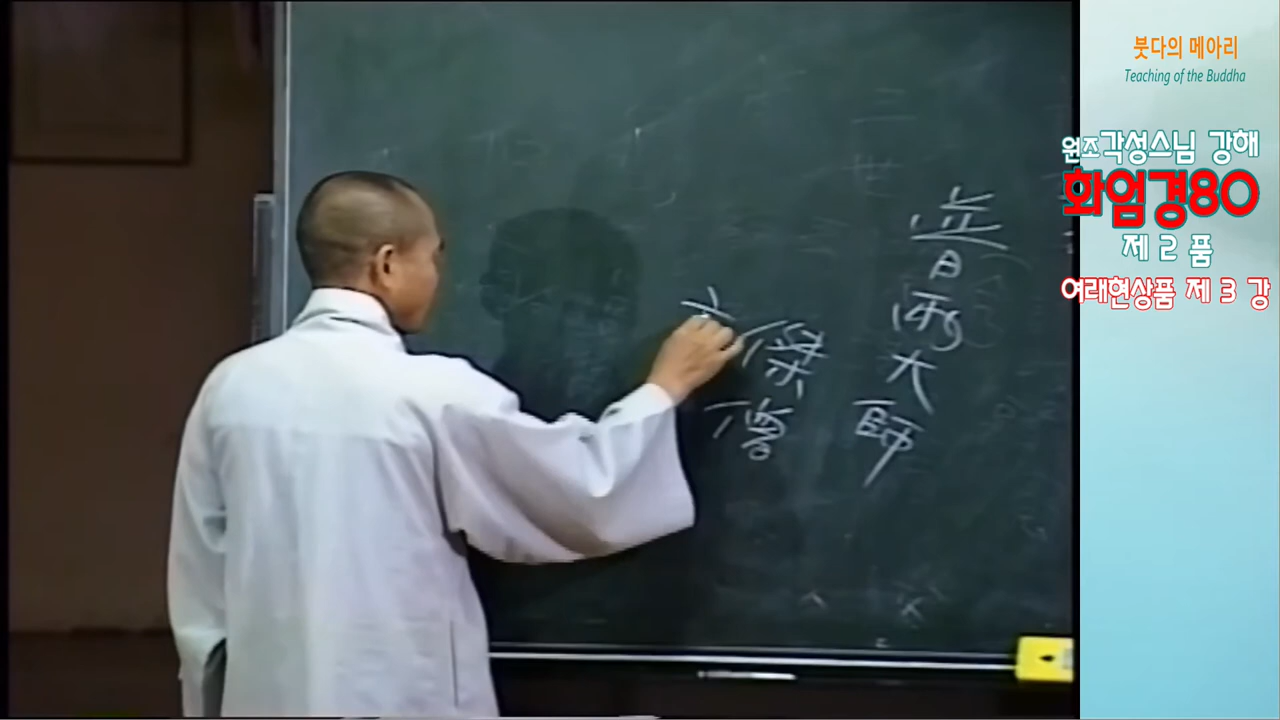 普雨大師
傑僧
붓다의 메아리
Teaching of the Buddha
원조각성스님 강해
화엄경80
제 2 품
여래현상품 제 3 강